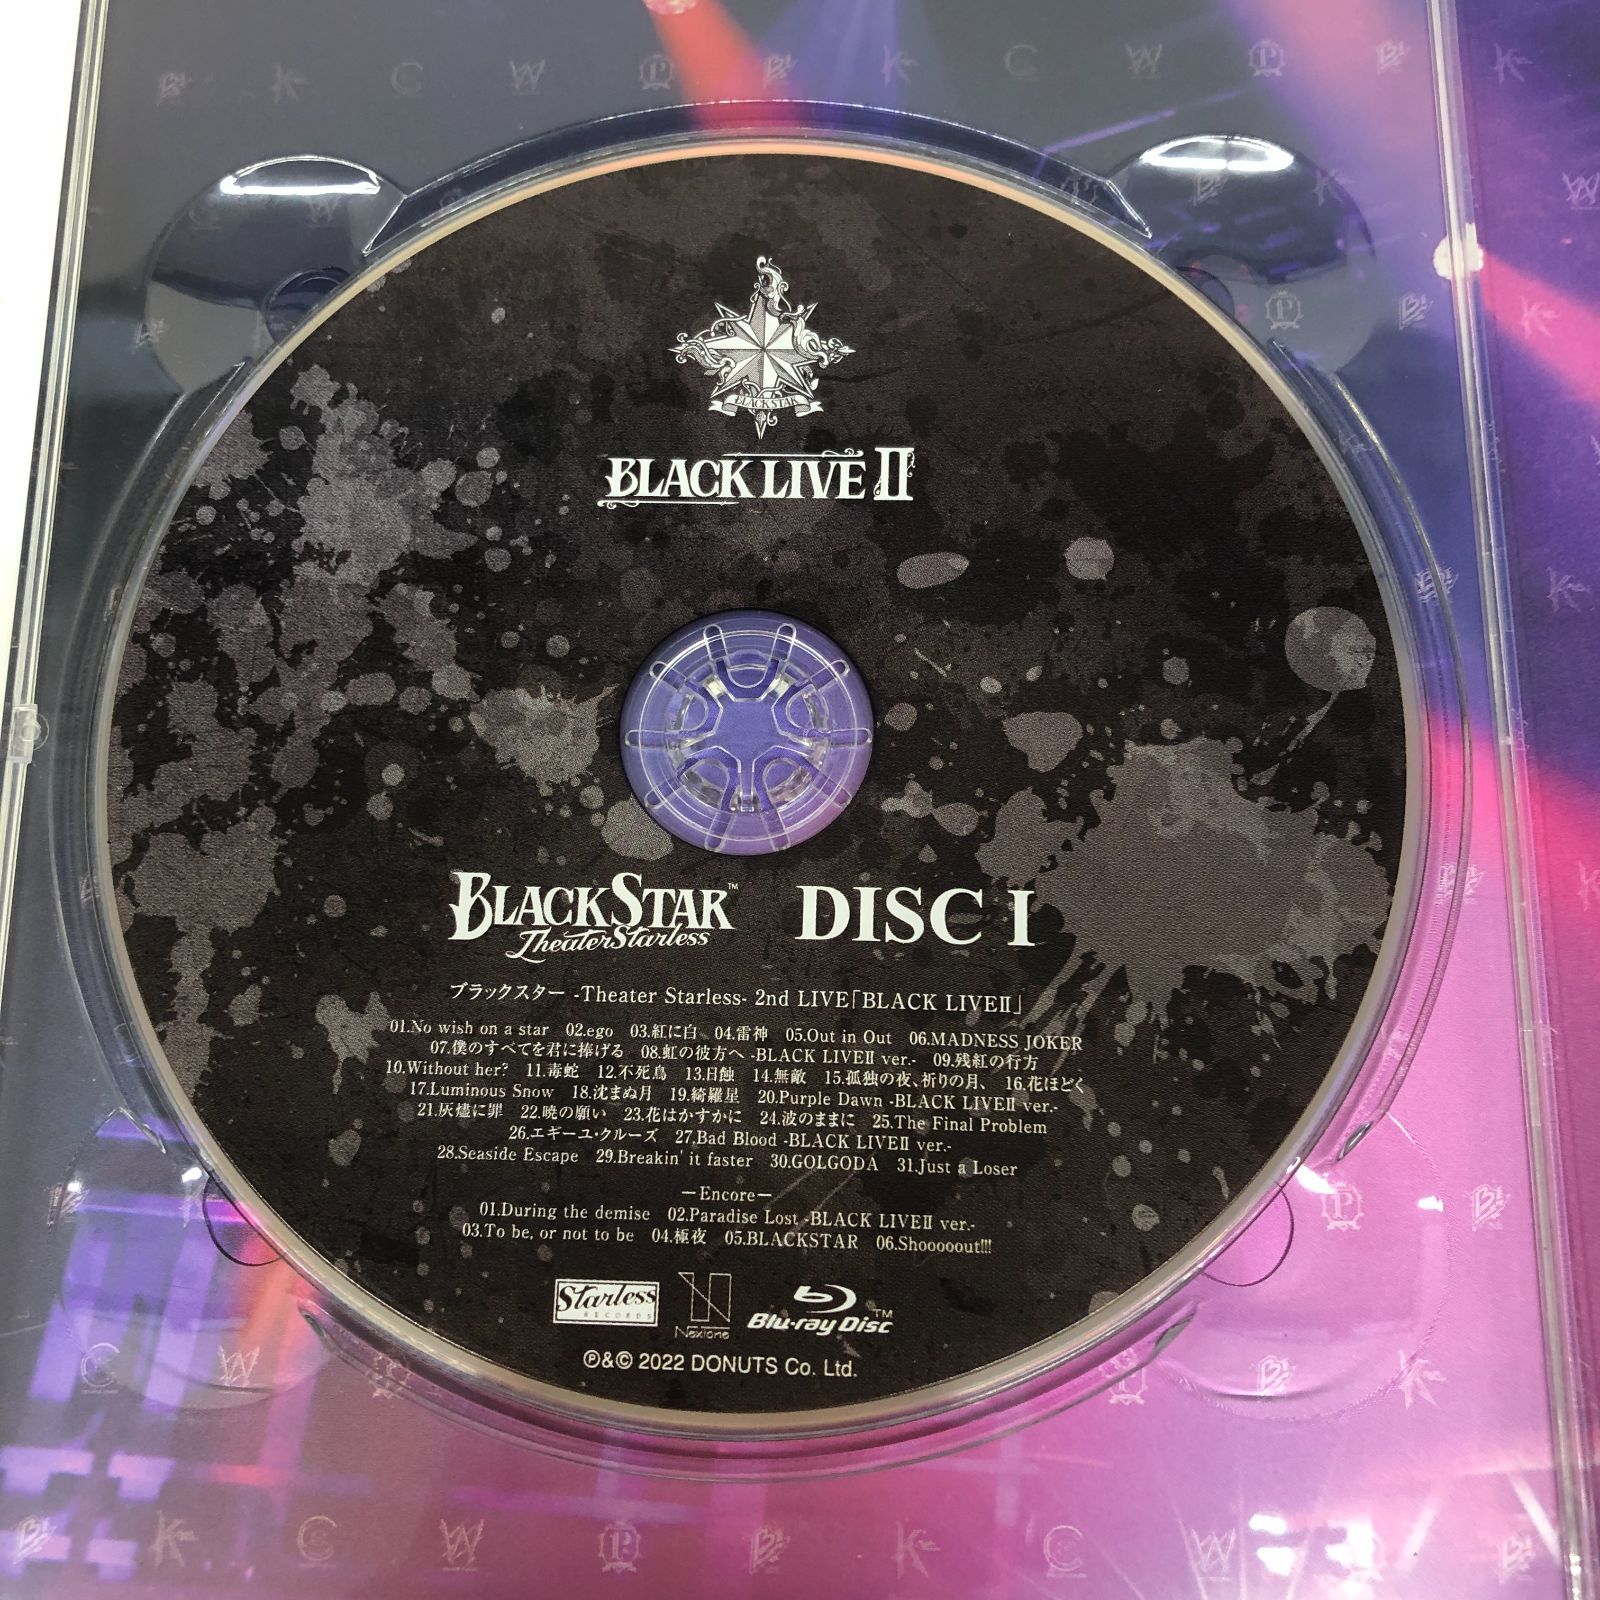 BLACK STAR
BLACK LIVE II
BLACKSTAR™
TheaterStarless
DISC I
ブラックスター -Theater Starless- 2nd LIVE「BLACK LIVEⅡ」
01.No wish on a star 02.ego 03.紅に白 04.雷神 05.Out in Out 06.MADNESS JOKER
07.僕のすべてを君に捧げる 08.虹の彼方へ -BLACK LIVEⅡ ver.- 09.残紅の行方
10.Without her? 11.毒蛇 12.不死鳥 13.日蝕 14.無敵 15.孤独の夜、祈りの月、 16.花ほどく
17.Luminous Snow 18.沈まぬ月 19.綺羅星 20.Purple Dawn -BLACK LIVEⅡ ver.-
21.灰燼に罪 22.暁の願い 23.花はかすかに 24.波のままに 25.The Final Problem
26.エギーユ・クルーズ 27.Bad Blood -BLACK LIVEⅡ ver.-
28.Seaside Escape 29.Breakin' it faster 30.GOLGODA 31.Just a Loser
―Encore―
01.During the demise 02.Paradise Lost -BLACK LIVEⅡ ver.-
03.To be, or not to be 04.極夜 05.BLACKSTAR 06.Shooooout!!!
Starless
RECORDS
Nexione
Blu-ray Disc™
℗&© 2022 DONUTS Co. Ltd.